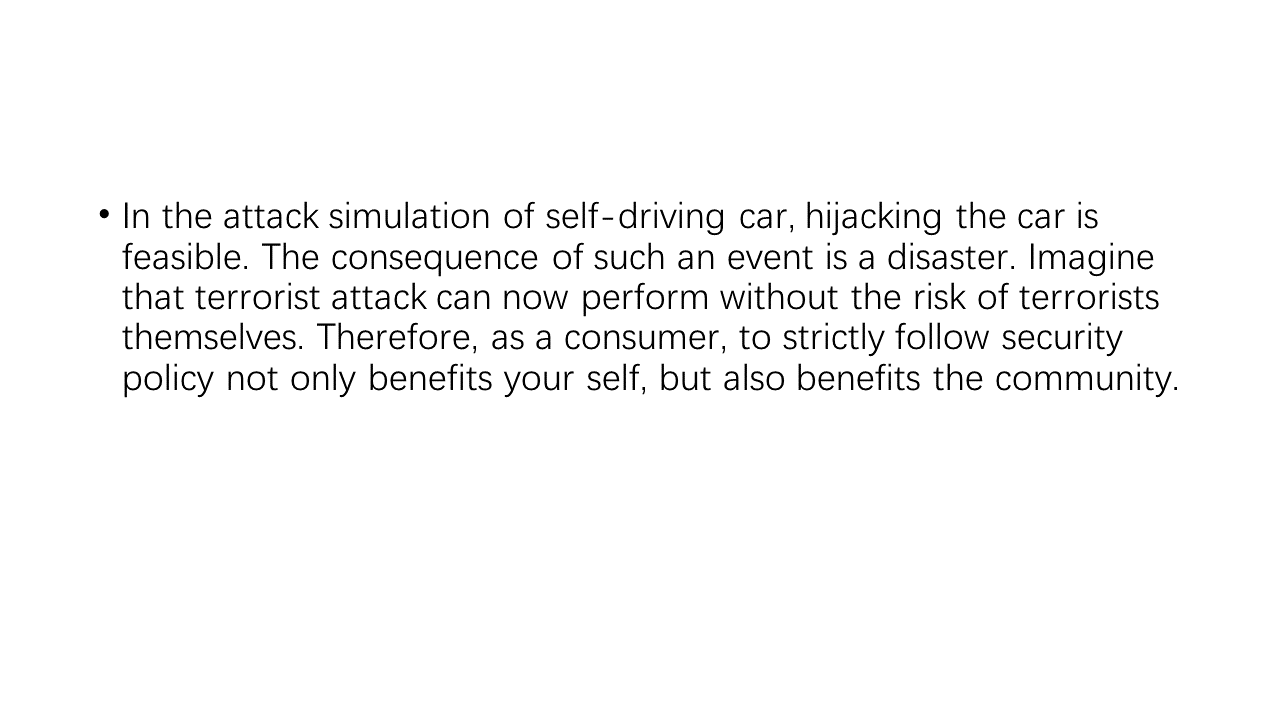 • In the attack simulation of self-driving car, hijacking the car is
feasible. The consequence of such an event is a disaster. Imagine
that terrorist attack can now perform without the risk of terrorists
themselves. Therefore, as a consumer, to strictly follow security
policy not only benefits your self, but also benefits the community.